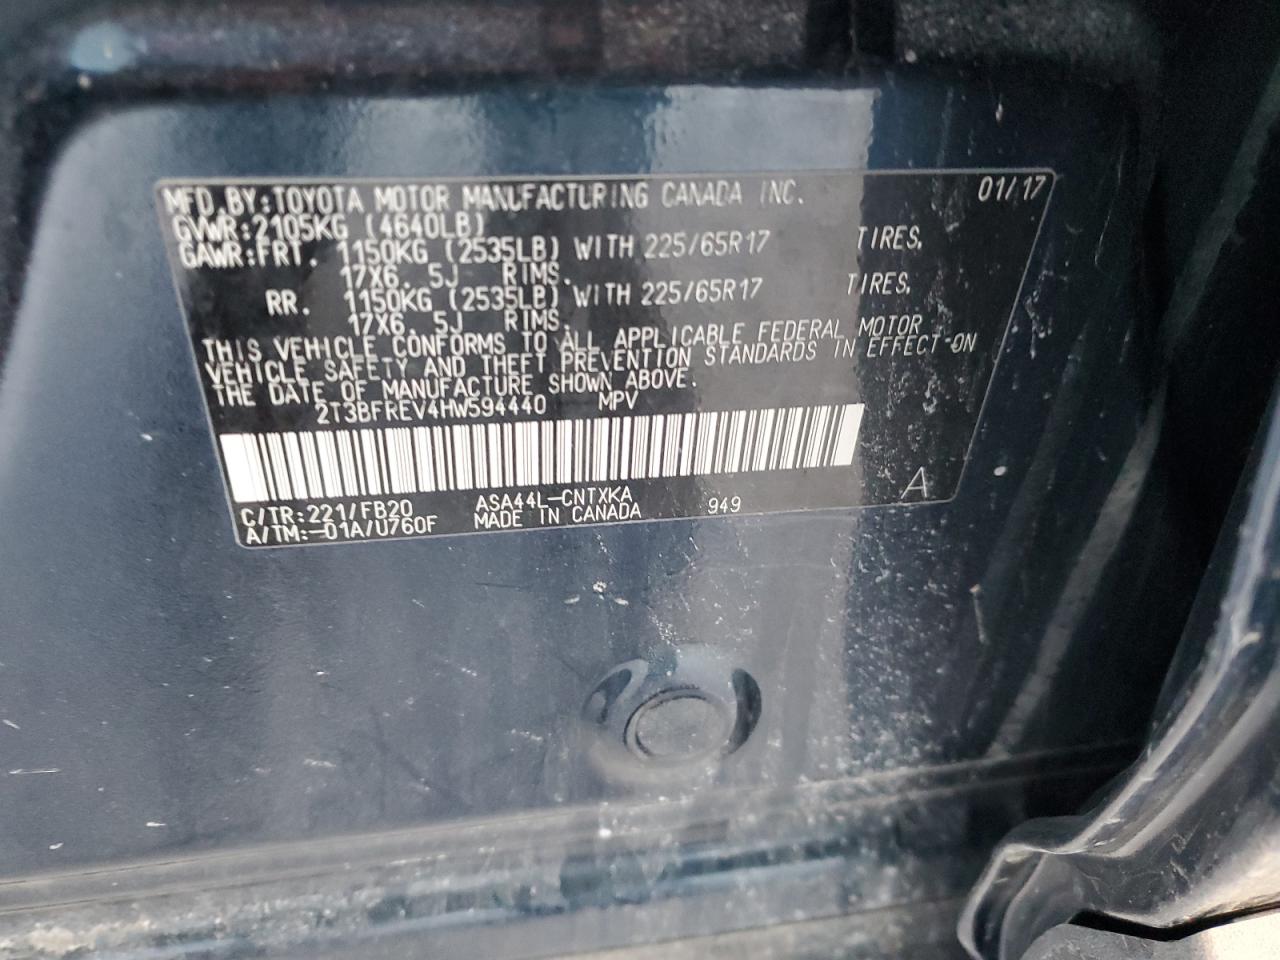 MFD. BY: TOYOTA MOTOR MANUFACTURING CANADA INC. 01/17
GVWR: 2105KG (4640LB)
GAWR: FRT. 1150KG (2535LB) WITH 225/65R17 TIRES,
17X6.5J RIMS.
RR. 1150KG (2535LB) WITH 225/65R17 TIRES,
17X6.5J RIMS.
THIS VEHICLE CONFORMS TO ALL APPLICABLE FEDERAL MOTOR
VEHICLE SAFETY AND THEFT PREVENTION STANDARDS IN EFFECT ON
THE DATE OF MANUFACTURE SHOWN ABOVE.
2T3BFREV4HW594440 MPV
C/TR: 221/FB20 ASA44L-CNTXKA 949 A
A/TM: -01A/U760F MADE IN CANADA